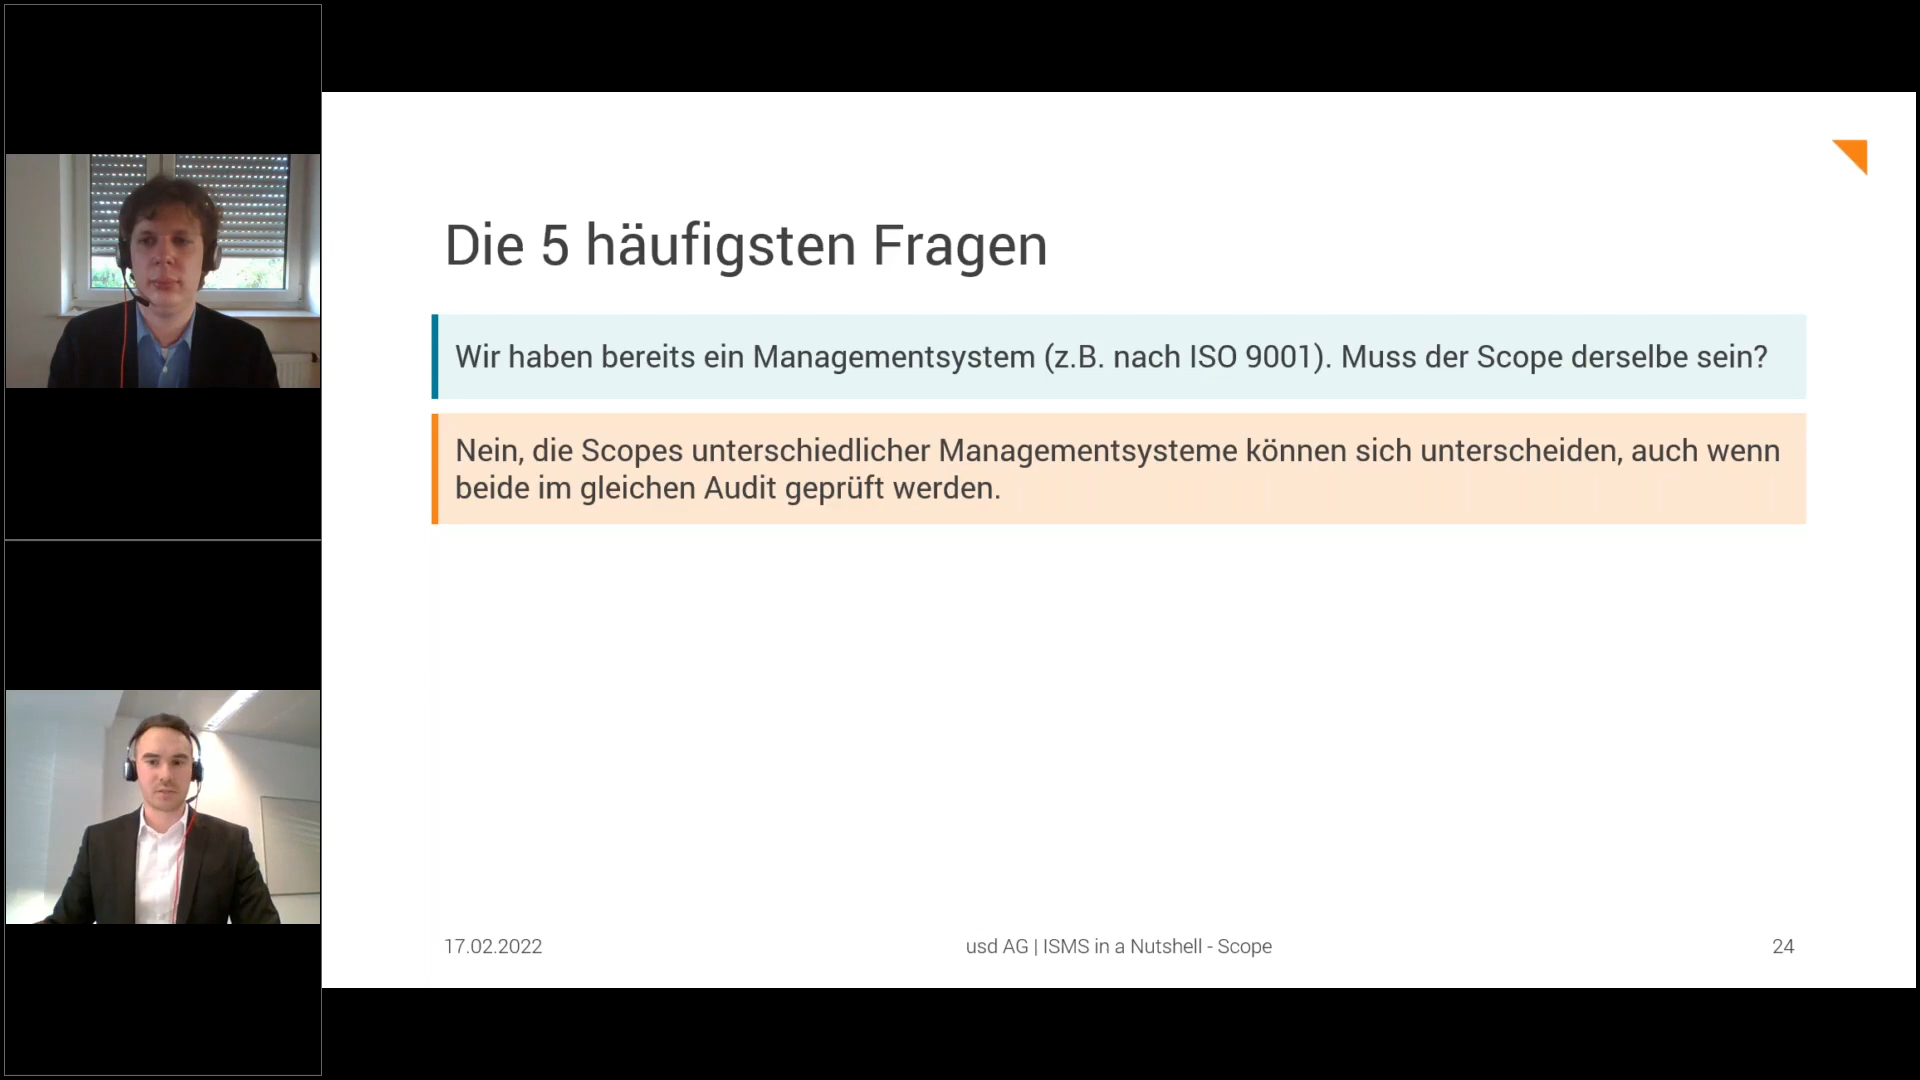 Die 5 häufigsten Fragen
Wir haben bereits ein Managementsystem (z.B. nach ISO 9001). Muss der Scope derselbe sein?
Nein, die Scopes unterschiedlicher Managementsysteme können sich unterscheiden, auch wenn
beide im gleichen Audit geprüft werden.
17.02.2022
usd AG | ISMS in a Nutshell - Scope
24